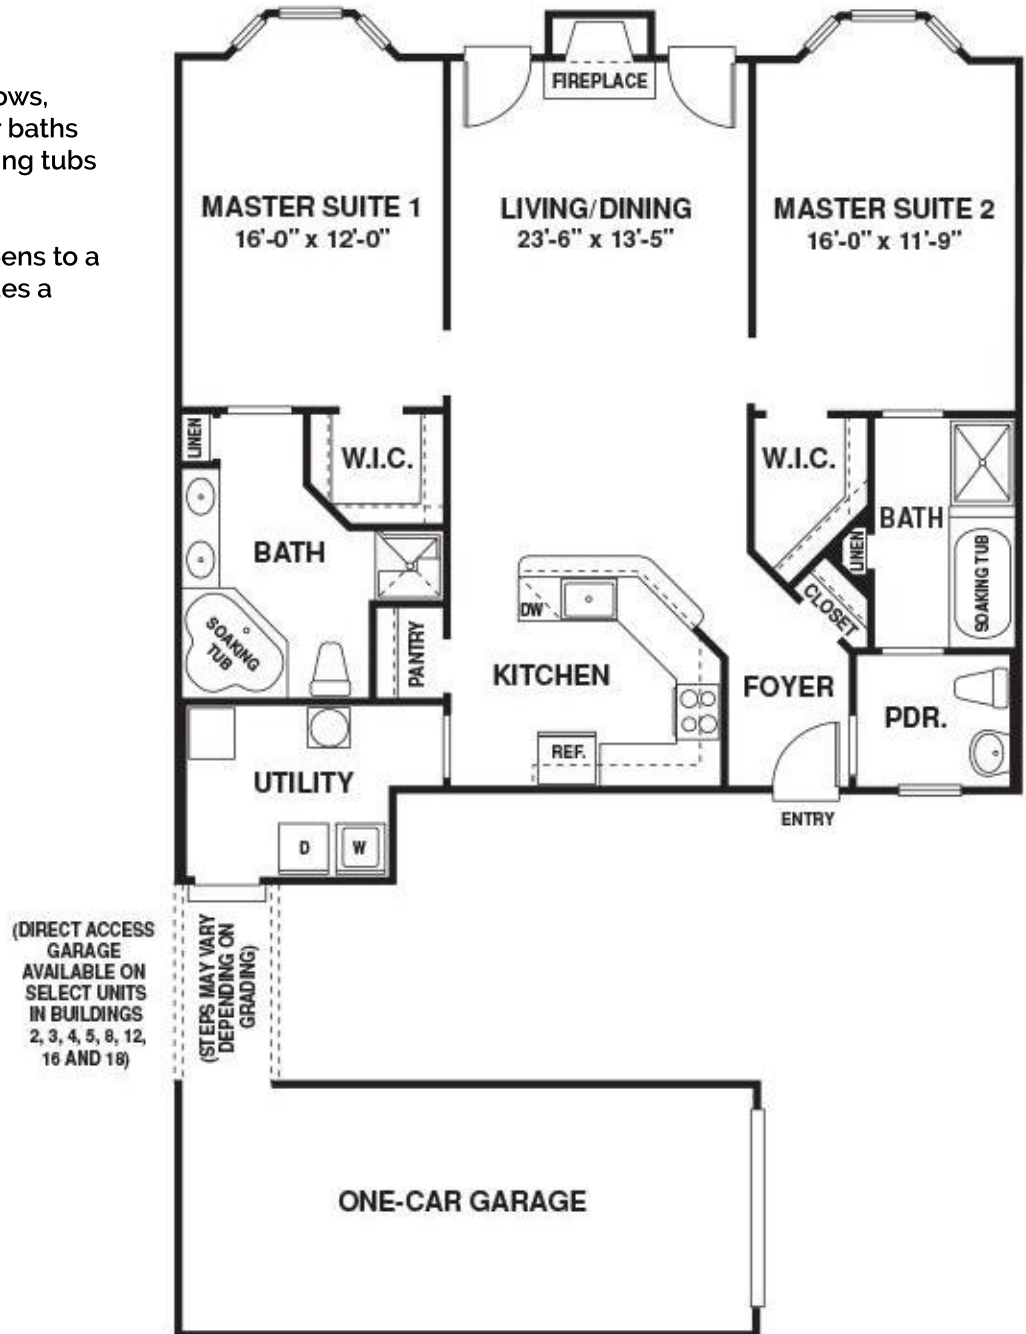 ows,
r baths
ng tubs
ens to a
es a
FIREPLACE
MASTER SUITE 1
16'-0" x 12'-0"
LIVING/DINING
23'-6" x 13'-5"
MASTER SUITE 2
16'-0" x 11'-9"
LINEN
W.I.C.
W.I.C.
BATH
BATH
LINEN
SOAKING TUB
CLOSET
DW
SOAKING
TUB
PANTRY
KITCHEN
FOYER
PDR.
REF.
UTILITY
ENTRY
D
W
(DIRECT ACCESS
GARAGE
AVAILABLE ON
SELECT UNITS
IN BUILDINGS
2, 3, 4, 5, 8, 12,
16 AND 18)
(STEPS MAY VARY
DEPENDING ON
GRADING)
ONE-CAR GARAGE